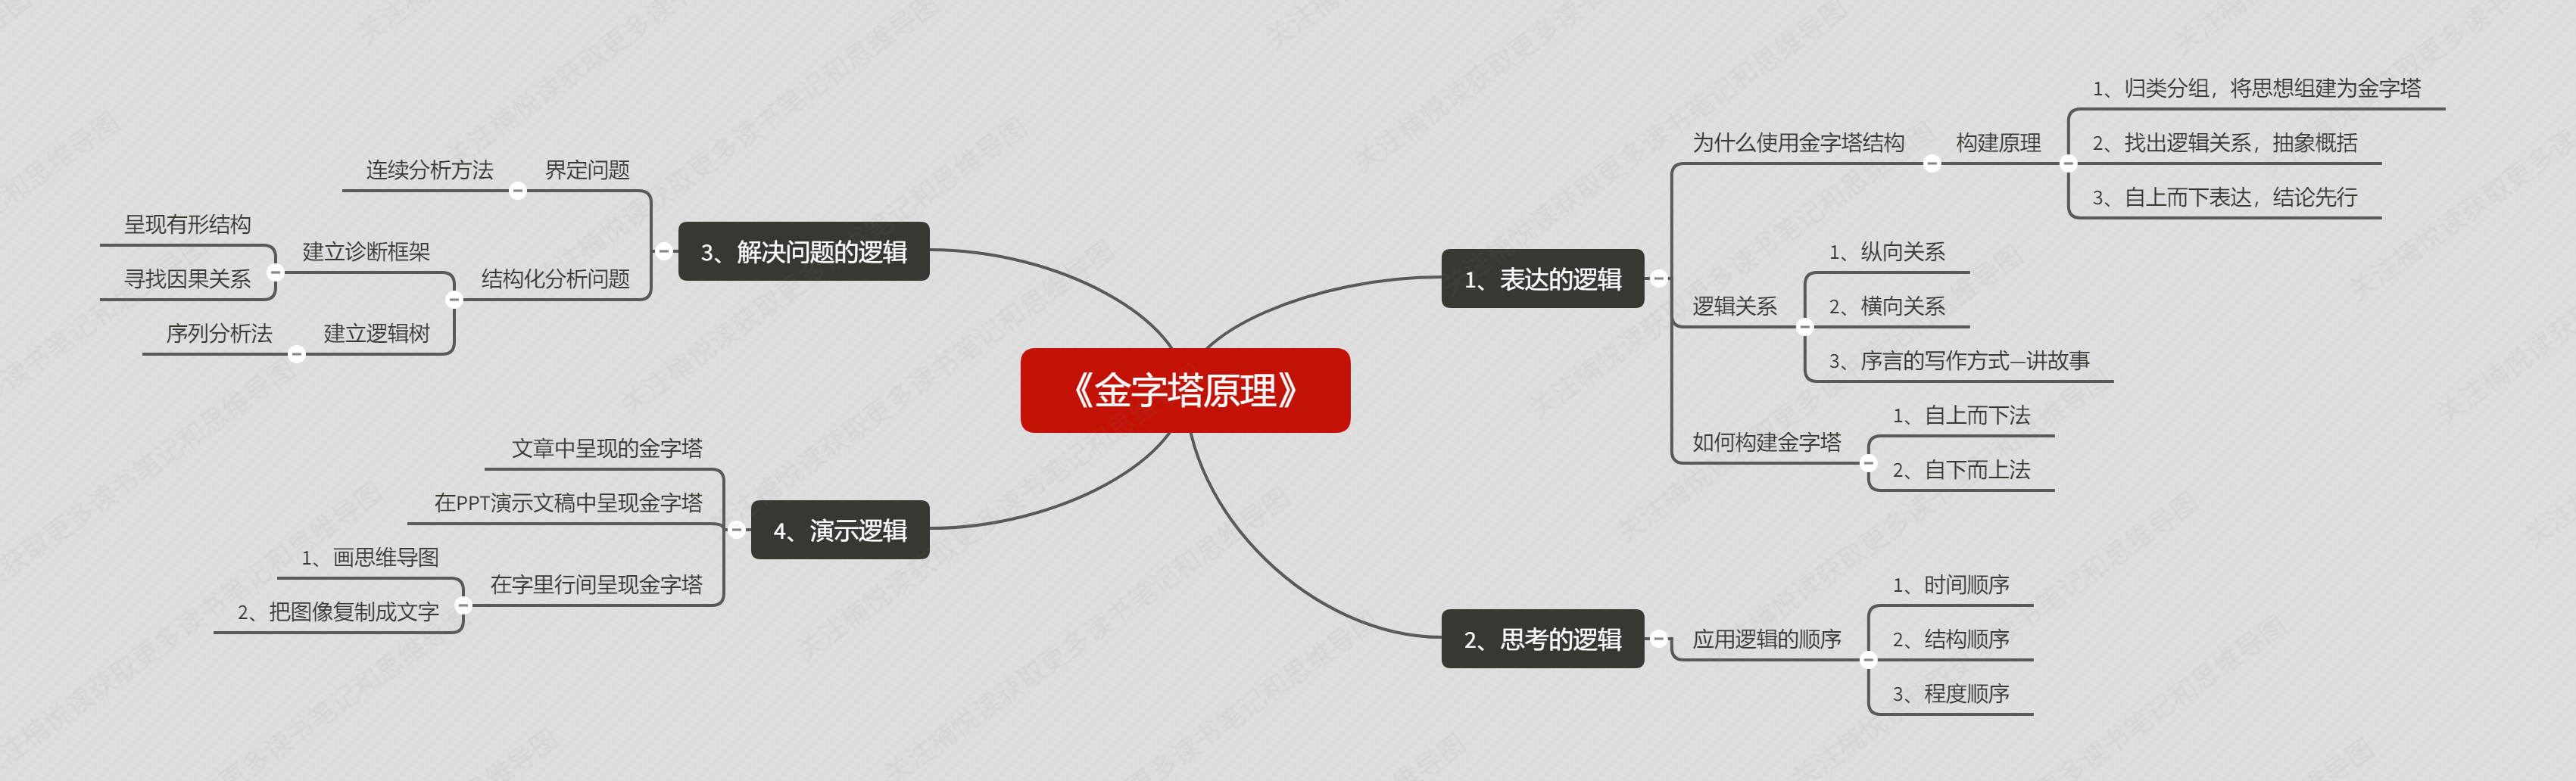 《金字塔原理》
1、表达的逻辑
为什么使用金字塔结构
构建原理
1、归类分组，将思想组建为金字塔
2、找出逻辑关系，抽象概括
3、自上而下表达，结论先行
逻辑关系
1、纵向关系
2、横向关系
3、序言的写作方式—讲故事
如何构建金字塔
1、自上而下法
2、自下而上法
2、思考的逻辑
应用逻辑的顺序
1、时间顺序
2、结构顺序
3、程度顺序
3、解决问题的逻辑
界定问题
连续分析方法
结构化分析问题
建立诊断框架
呈现有形结构
寻找因果关系
建立逻辑树
序列分析法
4、演示逻辑
文章中呈现的金字塔
在PPT演示文稿中呈现金字塔
在字里行间呈现金字塔
1、画思维导图
2、把图像复制成文字
关注楠悦读获取更多读书笔记和思维导图